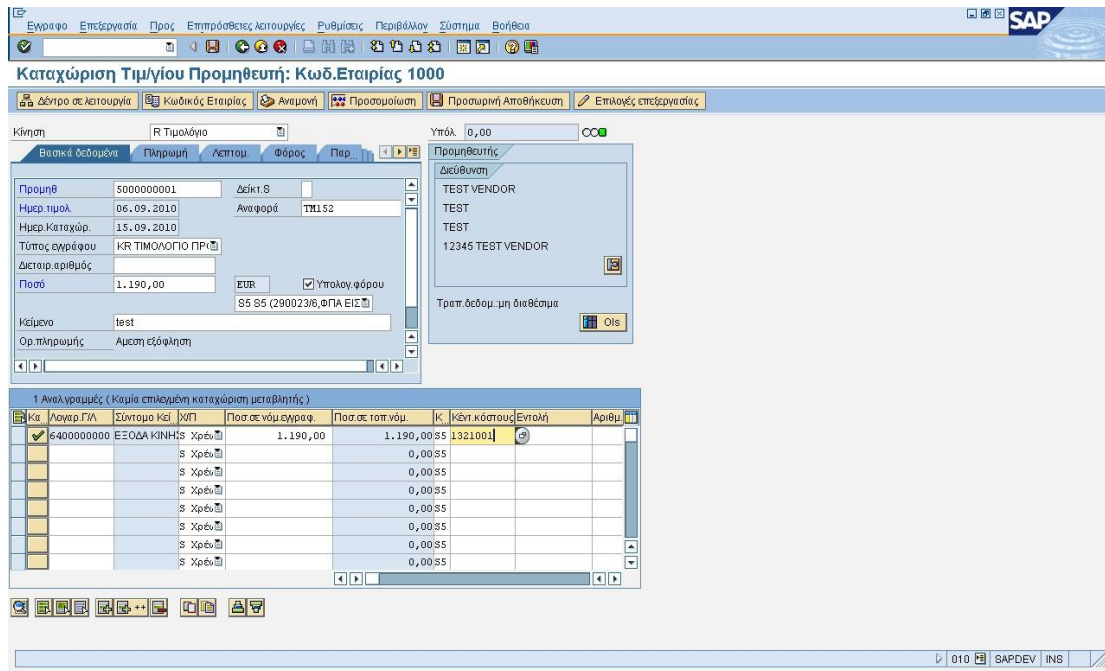 Εγγραφο Επεξεργασία Προς Επιπρόσθετες λειτουργίες Ρυθμίσεις Περιβάλλον Σύστημα Βοήθεια
SAP
Καταχώριση Τιμ/γίου Προμηθευτή: Κωδ.Εταιρίας 1000
Δέντρο σε λειτουργία Κωδικός Εταιρίας Αναμονή Προσομοίωση Προσωρινή Αποθήκευση Επιλογές επεξεργασίας
Κίνηση R Τιμολόγιο Υπόλ. 0,00
Βασικά δεδομένα Πληρωμή Λεπτομ. Φόρος Παρ...
Προμηθευτής
Διεύθυνση
Προμηθ 5000000001 Δείκτ.S
TEST VENDOR
Ημερ.τιμολ. 06.09.2010 Αναφορά ΤΜ152
TEST
Ημερ.Καταχώρ. 15.09.2010
TEST
Τύπος εγγράφου KR ΤΙΜΟΛΟΓΙΟ ΠΡΟ
12345 TEST VENDOR
Διεταιρ.αριθμός
Ποσό 1.190,00 EUR Υπολογ.φόρου
S5 S5 (290023/6,ΦΠΑ ΕΙΣ
Τραπ.δεδομ.:μη διαθέσιμα
Κείμενο test
OIs
Ορ.πληρωμής Αμεση εξόφληση
1 Αναλ.γραμμές ( Καμία επιλεγμένη καταχώριση μεταβλητής )
Κα Λογαρ.Γ/Λ Σύντομο Κεί Χ/Π Ποσ.σε νόμ.εγγραφ. Ποσ.σε τοπ.νόμ. Κ... Κέντ.κόστους Εντολή Αριθμ.
6400000000 ΕΞΟΔΑ ΚΙΝΗΣ S Χρέω 1.190,00 1.190,00 S5 1321001
S Χρέω 0,00 S5
S Χρέω 0,00 S5
S Χρέω 0,00 S5
S Χρέω 0,00 S5
S Χρέω 0,00 S5
S Χρέω 0,00 S5
S Χρέω 0,00 S5
010 SAPDEV INS